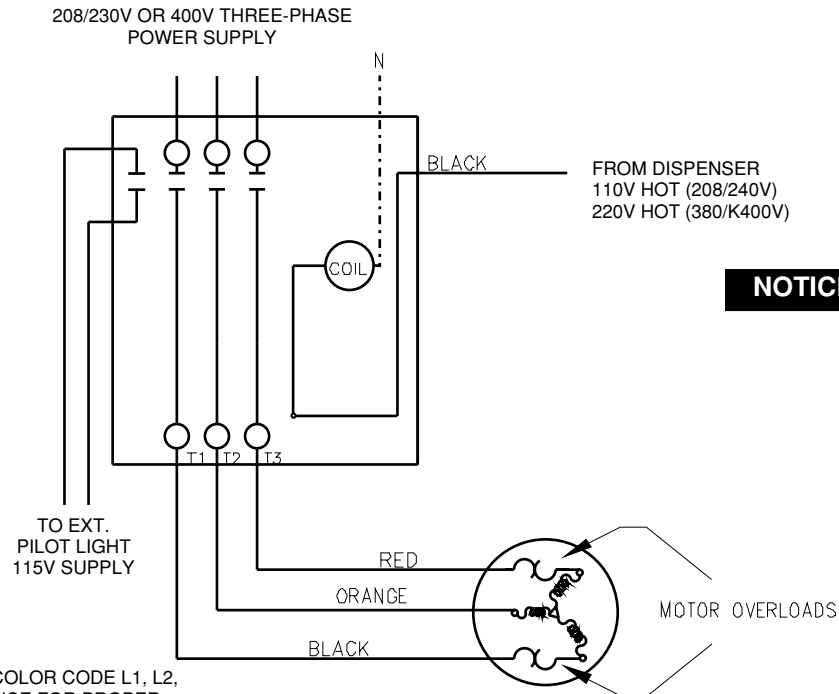 208/230V OR 400V THREE-PHASE
POWER SUPPLY
N
BLACK
FROM DISPENSER
110V HOT (208/240V)
220V HOT (380/K400V)
COIL
T1 T2 T3
TO EXT.
PILOT LIGHT
115V SUPPLY
RED
ORANGE
BLACK
MOTOR OVERLOADS
COLOR CODE L1, L2,
FOR PROPER